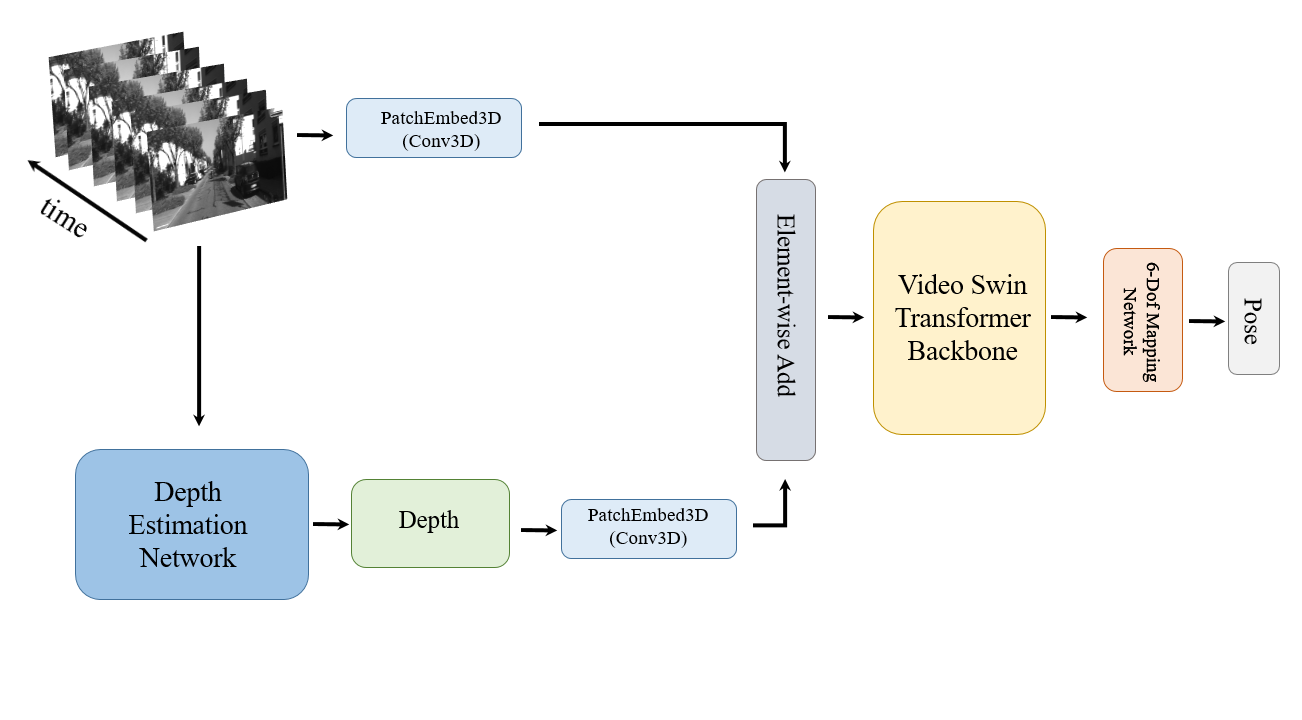 time
PatchEmbed3D
(Conv3D)
Element-wise Add
Video Swin
Transformer
Backbone
6-Dof Mapping
Network
Pose
Depth
Estimation
Network
Depth
PatchEmbed3D
(Conv3D)